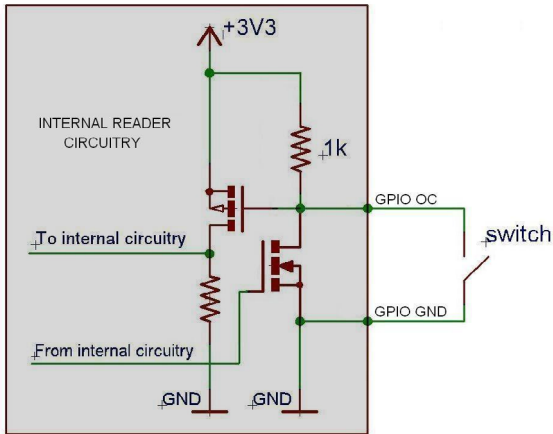 +3V3
INTERNAL READER
CIRCUITRY
1k
GPIO OC
To internal circuitry
switch
GPIO GND
From internal circuitry
GND
GND